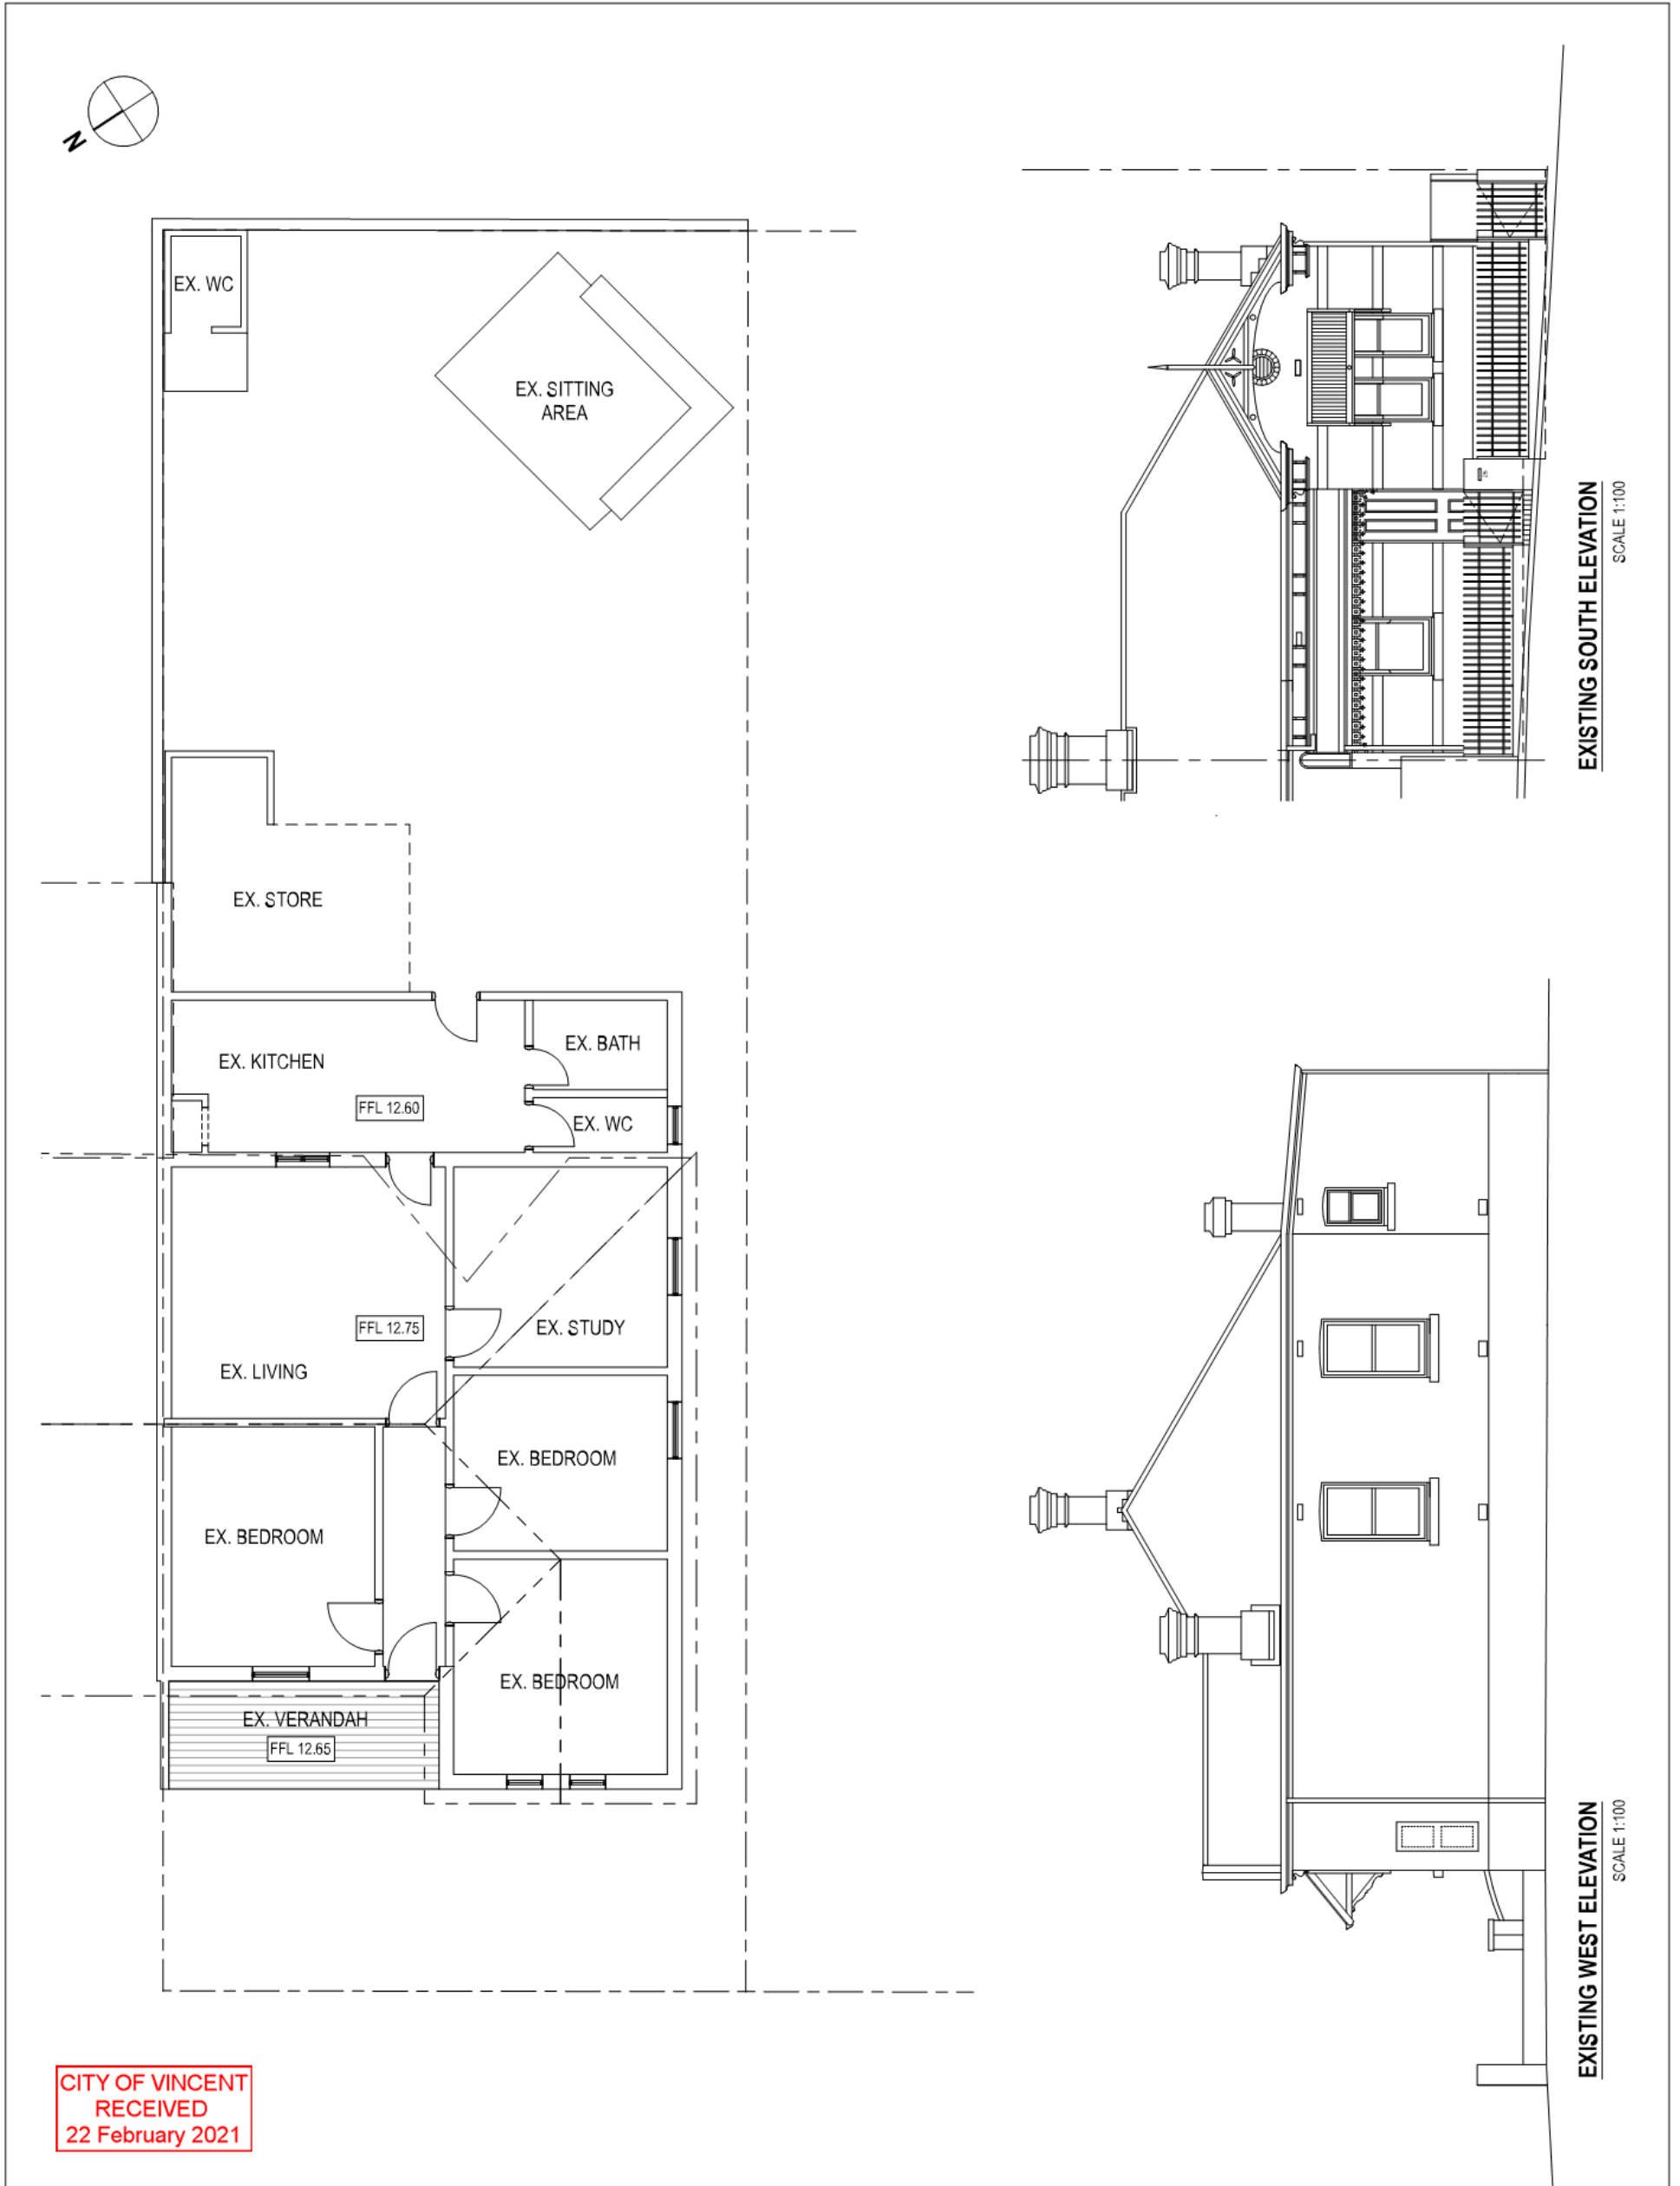 N
EX. WC
EX. SITTING
AREA
EX. STORE
EX. KITCHEN
EX. BATH
FFL 12.60
EX. WC
FFL 12.75
EX. STUDY
EX. LIVING
EX. BEDROOM
EX. BEDROOM
EX. BEDROOM
EX. VERANDAH
FFL 12.65
EXISTING SOUTH ELEVATION
SCALE 1:100
EXISTING WEST ELEVATION
SCALE 1:100
CITY OF VINCENT
RECEIVED
22 February 2021